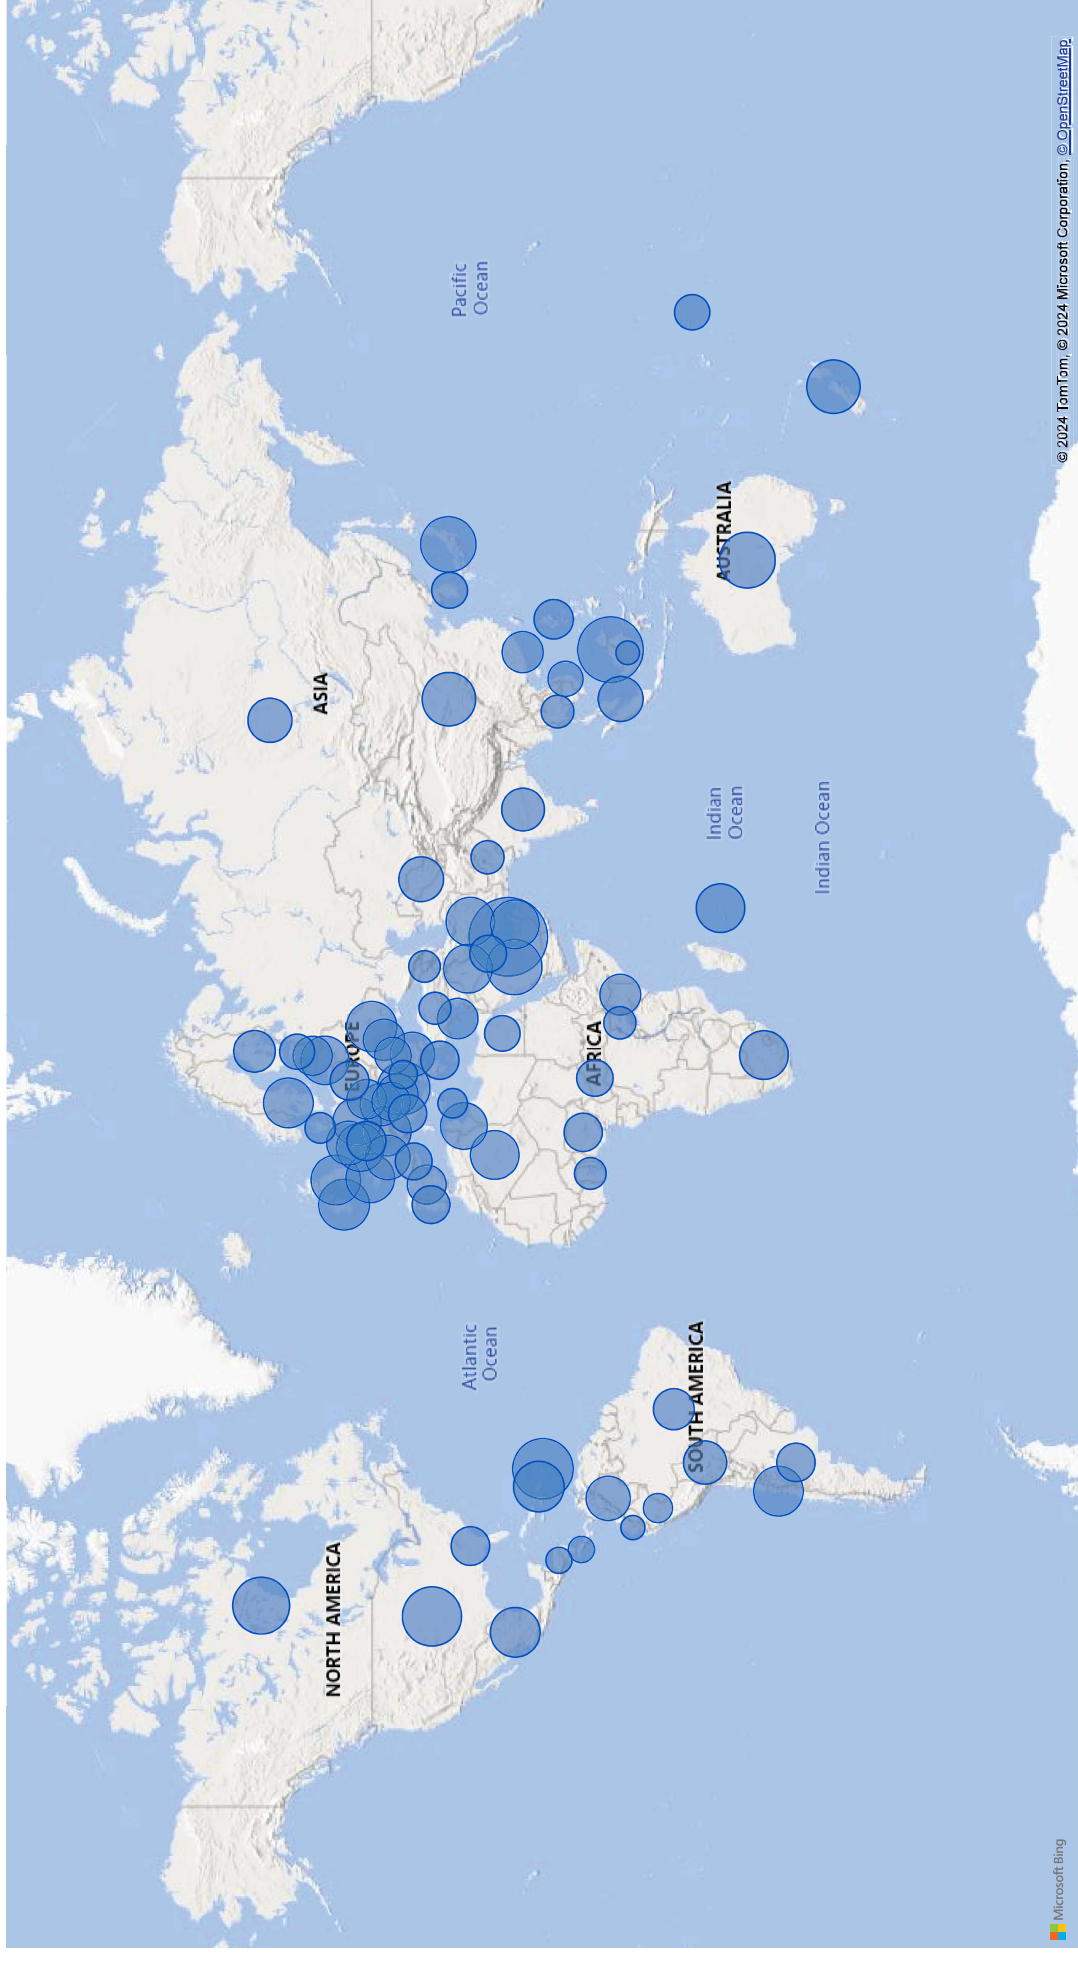 NORTH AMERICA
EUROPE
ASIA
Atlantic
Ocean
Pacific
Ocean
AFRICA
SOUTH AMERICA
Indian
Ocean
AUSTRALIA
Indian Ocean
Microsoft Bing
© 2024 TomTom, © 2024 Microsoft Corporation, © OpenStreetMap